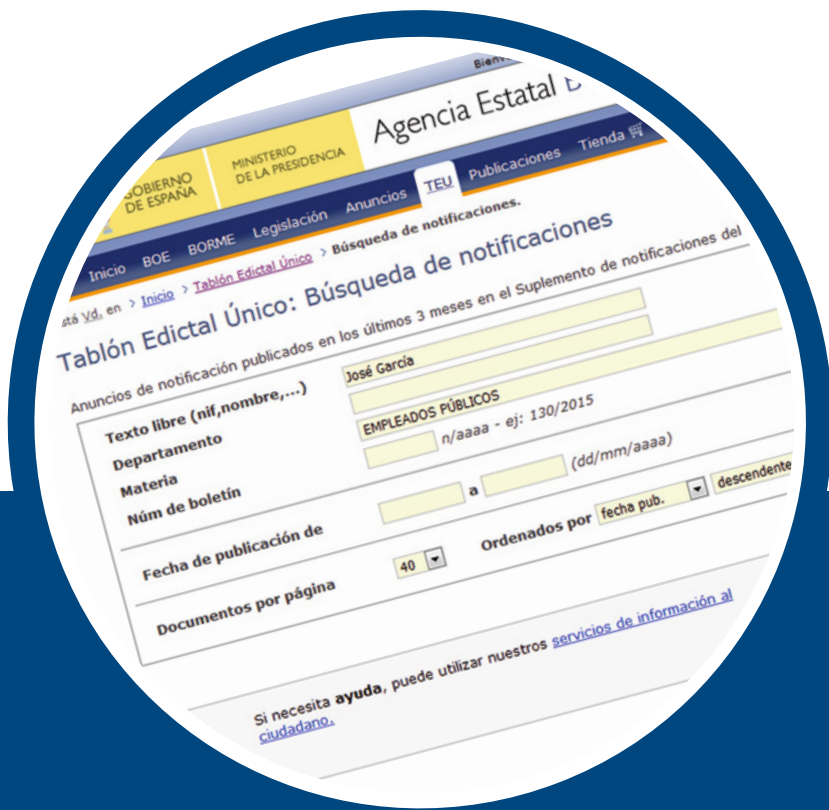 Agencia Estatal
GOBIERNO
DE ESPAÑA
MINISTERIO
DE LA PRESIDENCIA
Inicio BOE BORME Legislación Anuncios TEU Publicaciones Tienda
Vd. en > Inicio > Tablón Edictal Único > Búsqueda de notificaciones.
Tablón Edictal Único: Búsqueda de notificaciones
Anuncios de notificación publicados en los últimos 3 meses en el Suplemento de notificaciones del
Texto libre (nif,nombre,...) José García
Departamento
Materia EMPLEADOS PÚBLICOS
Núm de boletín n/aaaa - ej: 130/2015
Fecha de publicación de a (dd/mm/aaaa)
Documentos por página 40 Ordenados por fecha pub. descendente
Si necesita ayuda, puede utilizar nuestros servicios de información al
ciudadano.